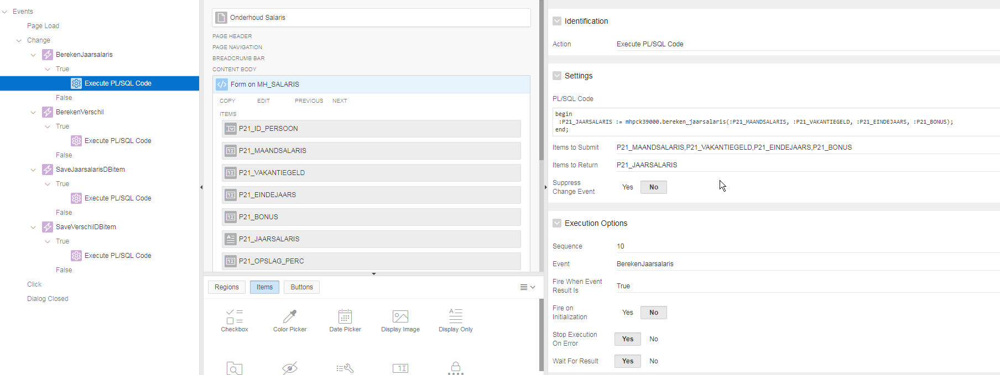 Events
Page Load
Change
BerekenJaarsalaris
True
Execute PL/SQL Code
False
BerekenVerschil
True
Execute PL/SQL Code
False
SaveJaarsalarisDBitem
True
Execute PL/SQL Code
False
SaveVerschilDBitem
True
Execute PL/SQL Code
False
Click
Dialog Closed
Onderhoud Salaris
PAGE HEADER
PAGE NAVIGATION
BREADCRUMB BAR
CONTENT BODY
Form on MH_SALARIS
COPY EDIT PREVIOUS NEXT
ITEMS
P21_ID_PERSOON
P21_MAANDSALARIS
P21_VAKANTIEGELD
P21_EINDEJAARS
P21_BONUS
P21_JAARSALARIS
P21_OPSLAG_PERC
Regions Items Buttons
Checkbox Color Picker Date Picker Display Image Display Only
Identification
Action Execute PL/SQL Code
Settings
PL/SQL Code
begin
:P21_JAARSALARIS := mhpck39000.bereken_jaarsalaris(:P21_MAANDSALARIS, :P21_VAKANTIEGELD, :P21_EINDEJAARS, :P21_BONUS);
end;
Items to Submit P21_MAANDSALARIS,P21_VAKANTIEGELD,P21_EINDEJAARS,P21_BONUS
Items to Return P21_JAARSALARIS
Suppress
Change Event Yes No
Execution Options
Sequence 10
Event BerekenJaarsalaris
Fire When Event
Result Is True
Fire on
Initialization Yes No
Stop Execution
On Error Yes No
Wait For Result Yes No